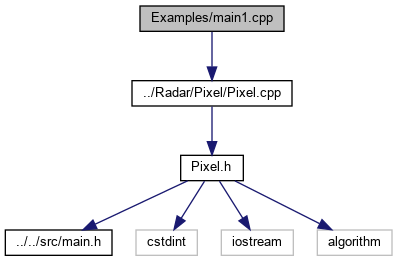 Examples/main1.cpp
../Radar/Pixel/Pixel.cpp
Pixel.h
../../src/main.h
cstdint
iostream
algorithm